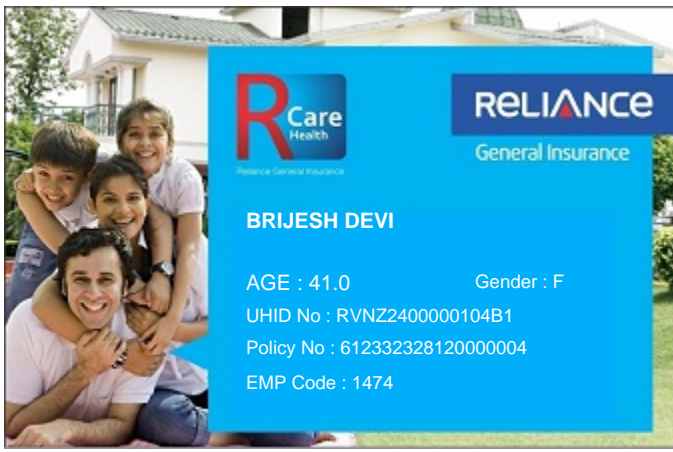 R Care
Health
Reliance General Insurance
RELIANCE
General Insurance
BRIJESH DEVI
AGE : 41.0 Gender : F
UHID No : RVNZ2400000104B1
Policy No : 612332328120000004
EMP Code : 1474